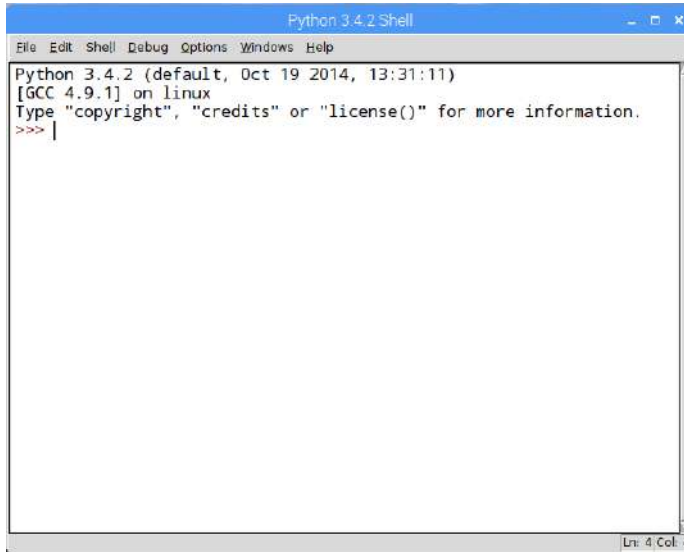 Python 3.4.2 Shell
File Edit Shell Debug Options Windows Help
Python 3.4.2 (default, Oct 19 2014, 13:31:11)
[GCC 4.9.1] on linux
Type "copyright", "credits" or "license()" for more information.
>>>
Ln: 4 Col: